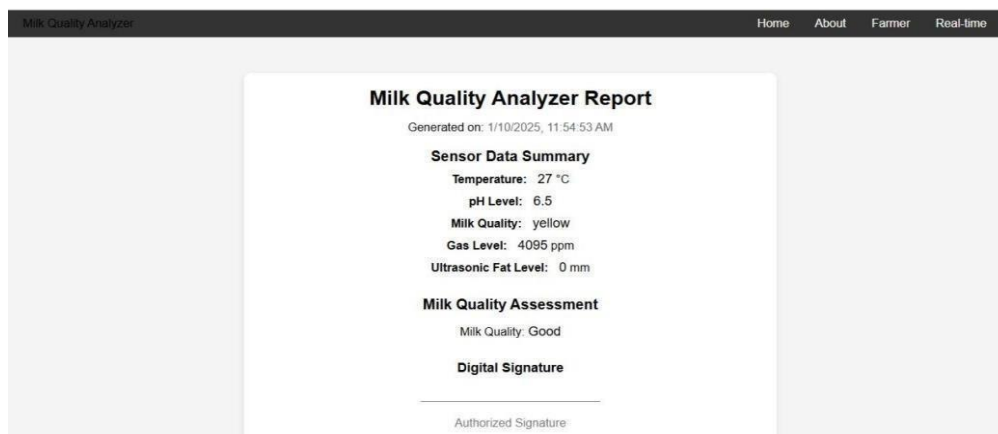 Milk Quality Analyzer Home About Farmer Real-time
Milk Quality Analyzer Report
Generated on: 1/10/2025, 11:54:53 AM
Sensor Data Summary
Temperature: 27 °C
pH Level: 6.5
Milk Quality: yellow
Gas Level: 4095 ppm
Ultrasonic Fat Level: 0 mm
Milk Quality Assessment
Milk Quality: Good
Digital Signature
Authorized Signature